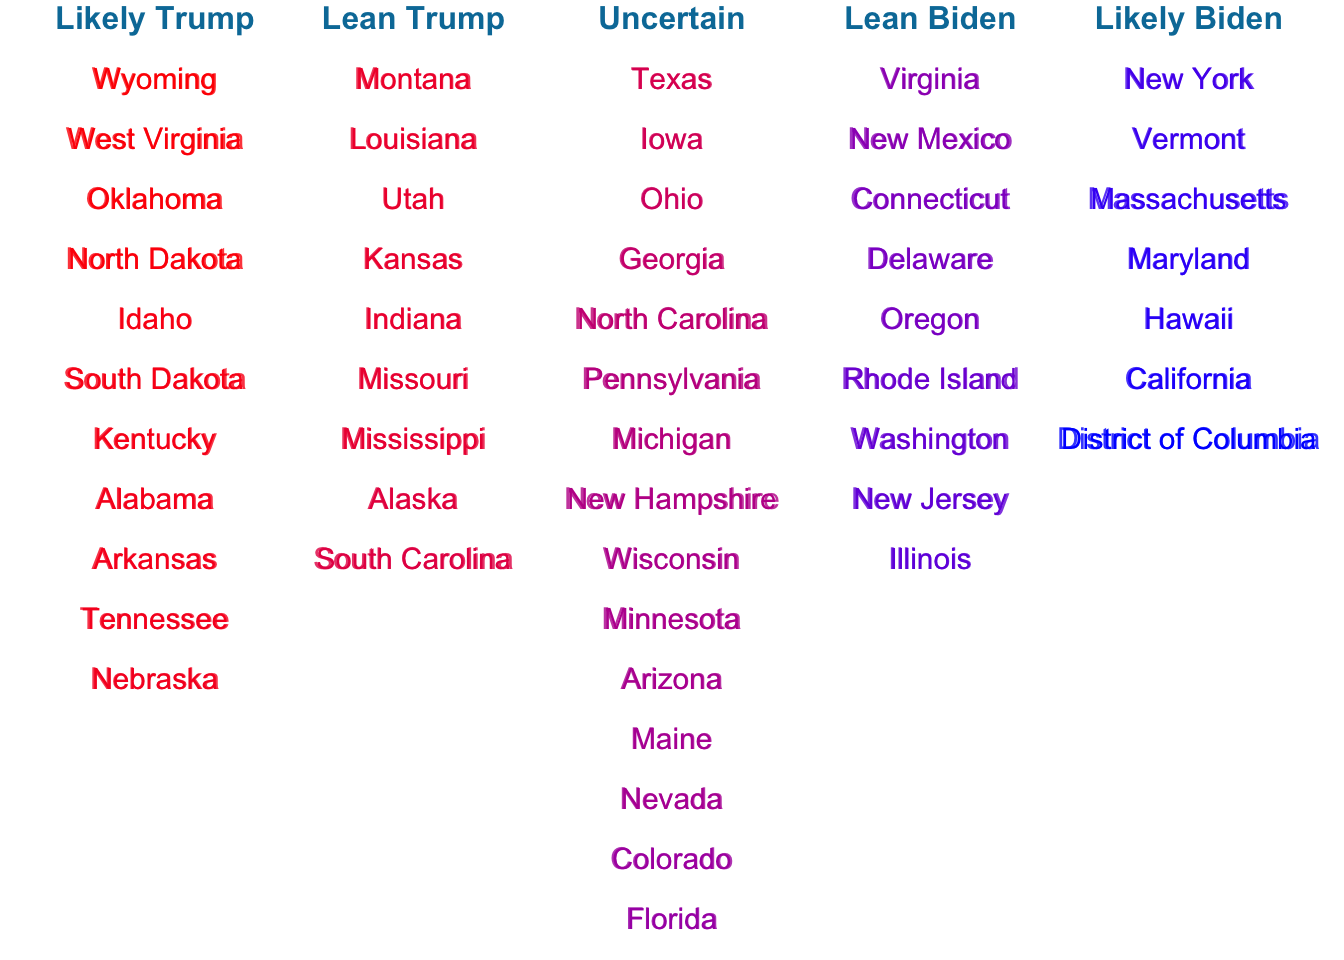 Likely Trump Lean Trump Uncertain Lean Biden Likely Biden
Wyoming Montana Texas Virginia New York
West Virginia Louisiana Iowa New Mexico Vermont
Oklahoma Utah Ohio Connecticut Massachusetts
North Dakota Kansas Georgia Delaware Maryland
Idaho Indiana North Carolina Oregon Hawaii
South Dakota Missouri Pennsylvania Rhode Island California
Kentucky Mississippi Michigan Washington District of Columbia
Alabama Alaska New Hampshire New Jersey
Arkansas South Carolina Wisconsin Illinois
Tennessee Minnesota
Nebraska Arizona
Maine
Nevada
Colorado
Florida